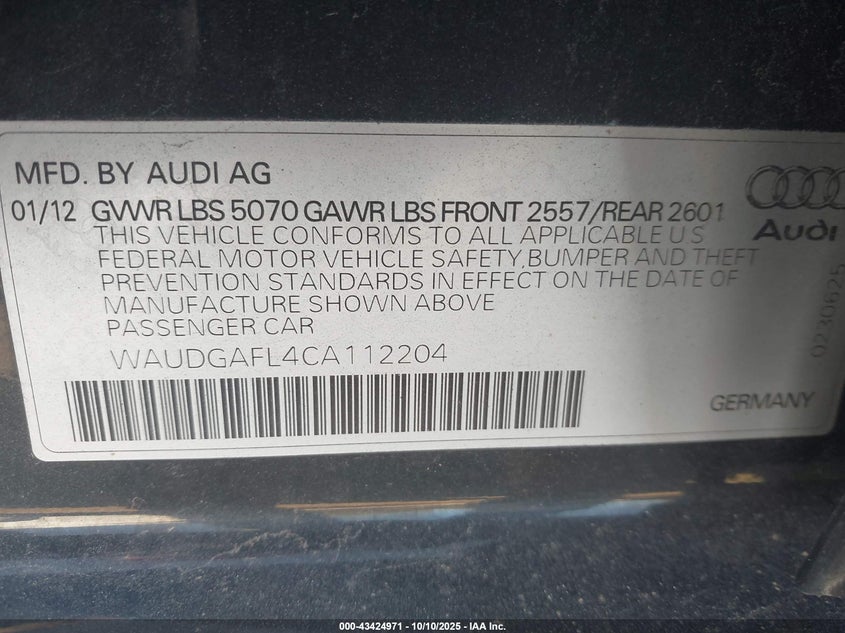 MFD. BY AUDI AG
01/12 GVWR LBS 5070 GAWR LBS FRONT 2557/REAR 2601
THIS VEHICLE CONFORMS TO ALL APPLICABLE U S
FEDERAL MOTOR VEHICLE SAFETY, BUMPER AND THEFT
PREVENTION STANDARDS IN EFFECT ON THE DATE OF
MANUFACTURE SHOWN ABOVE
PASSENGER CAR
WAUDGAFL4CA112204
Audi
0230625
GERMANY
000-43424971 - 10/10/2025 - IAA Inc.